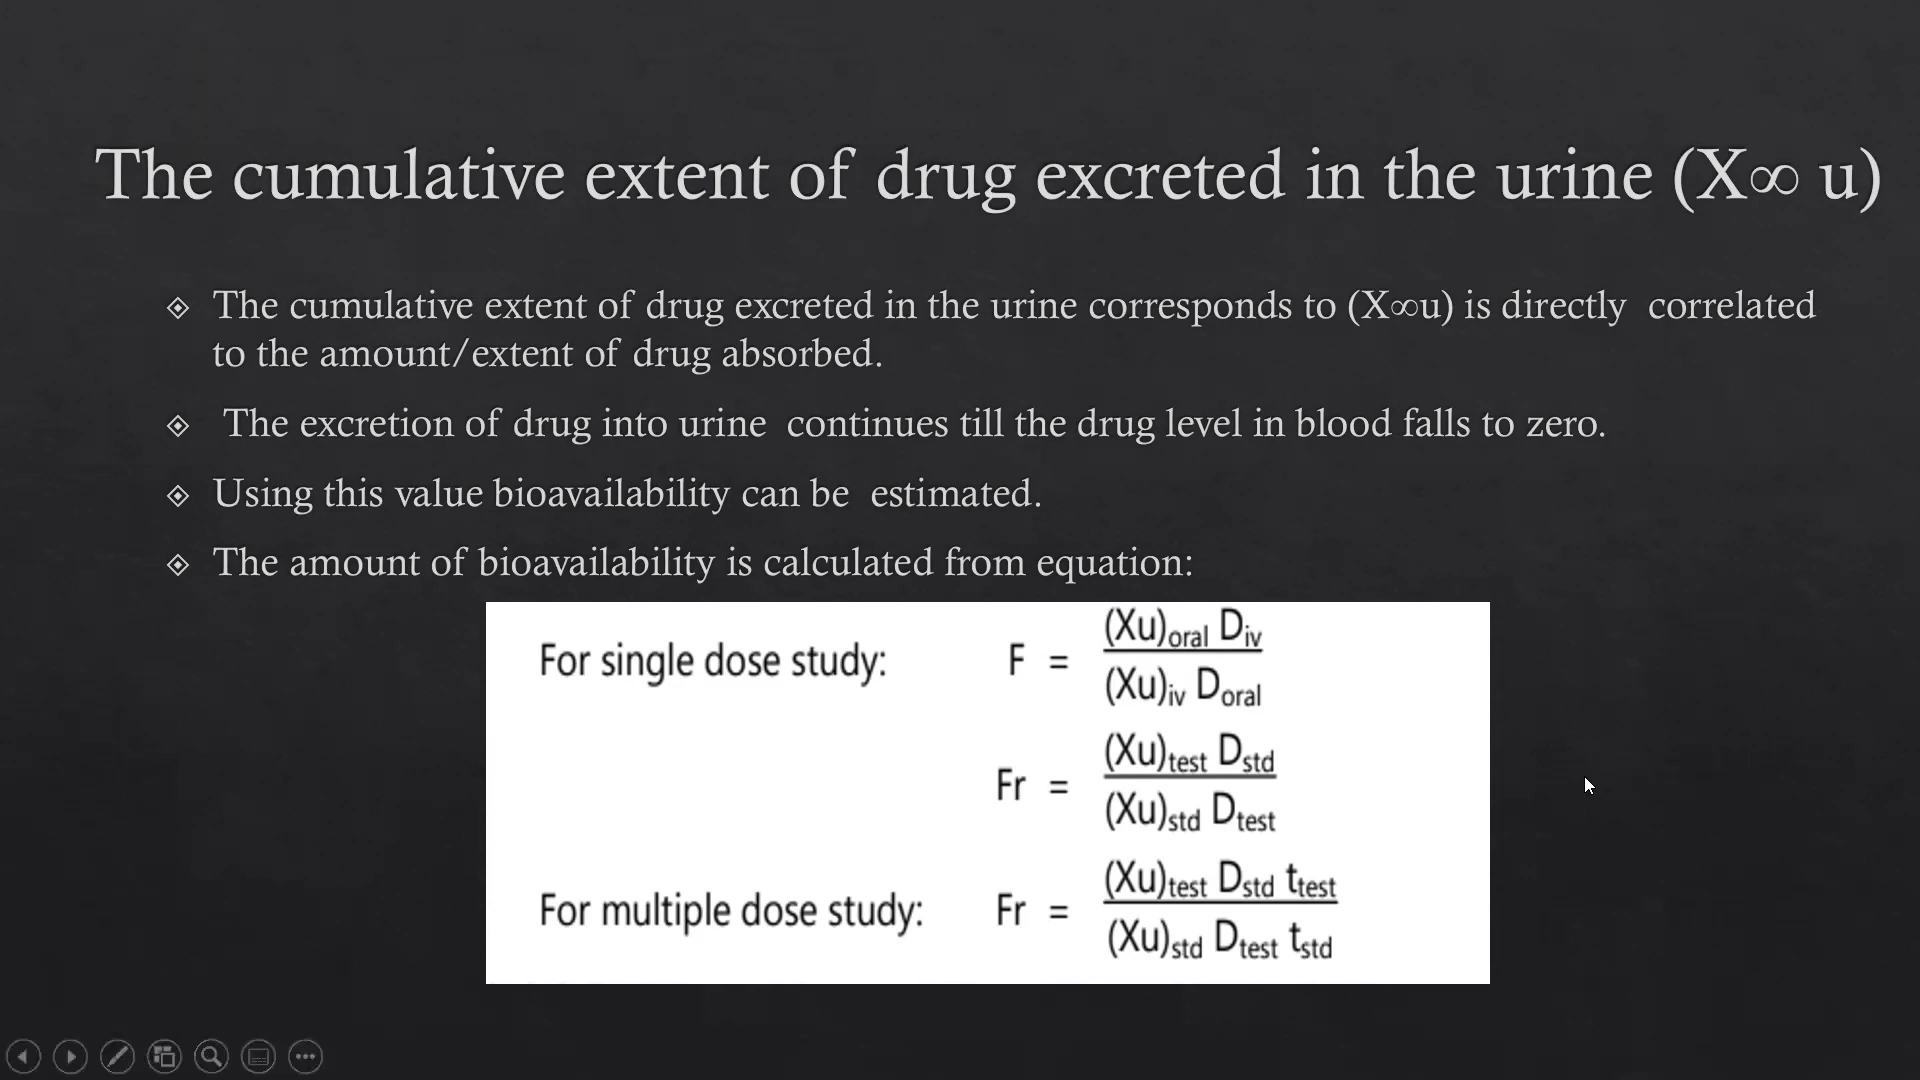 The cumulative extent of drug excreted in the urine (X∞ u)
The cumulative extent of drug excreted in the urine corresponds to (X∞u) is directly correlated
to the amount/extent of drug absorbed.
The excretion of drug into urine continues till the drug level in blood falls to zero.
Using this value bioavailability can be estimated.
The amount of bioavailability is calculated from equation:
For single dose study: F = (Xu)oral Div
(Xu)iv Doral
Fr = (Xu)test Dstd
(Xu)std Dtest
For multiple dose study: Fr = (Xu)test Dstd ttest
(Xu)std Dtest tstd